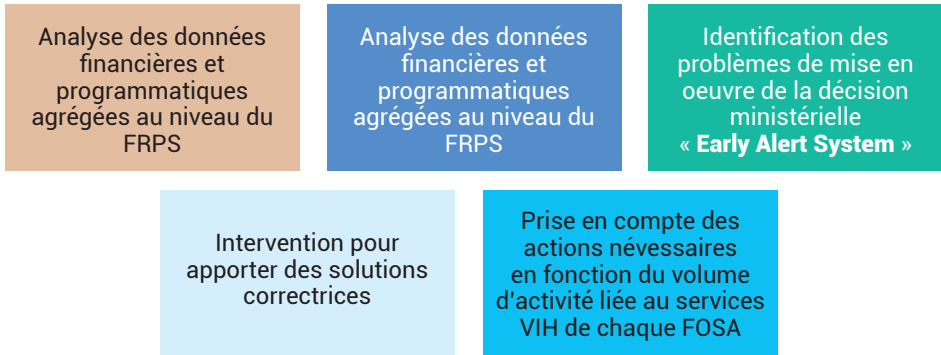 Analyse des données
financières et
programmatiques
agrégées au niveau du
FRPS
Analyse des données
financières et
programmatiques
agrégées au niveau du
FRPS
Identification des
problèmes de mise en
oeuvre de la décision
ministérielle
« Early Alert System »
Intervention pour
apporter des solutions
correctrices
Prise en compte des
actions névessaires
en fonction du volume
d'activité liée au services
VIH de chaque FOSA